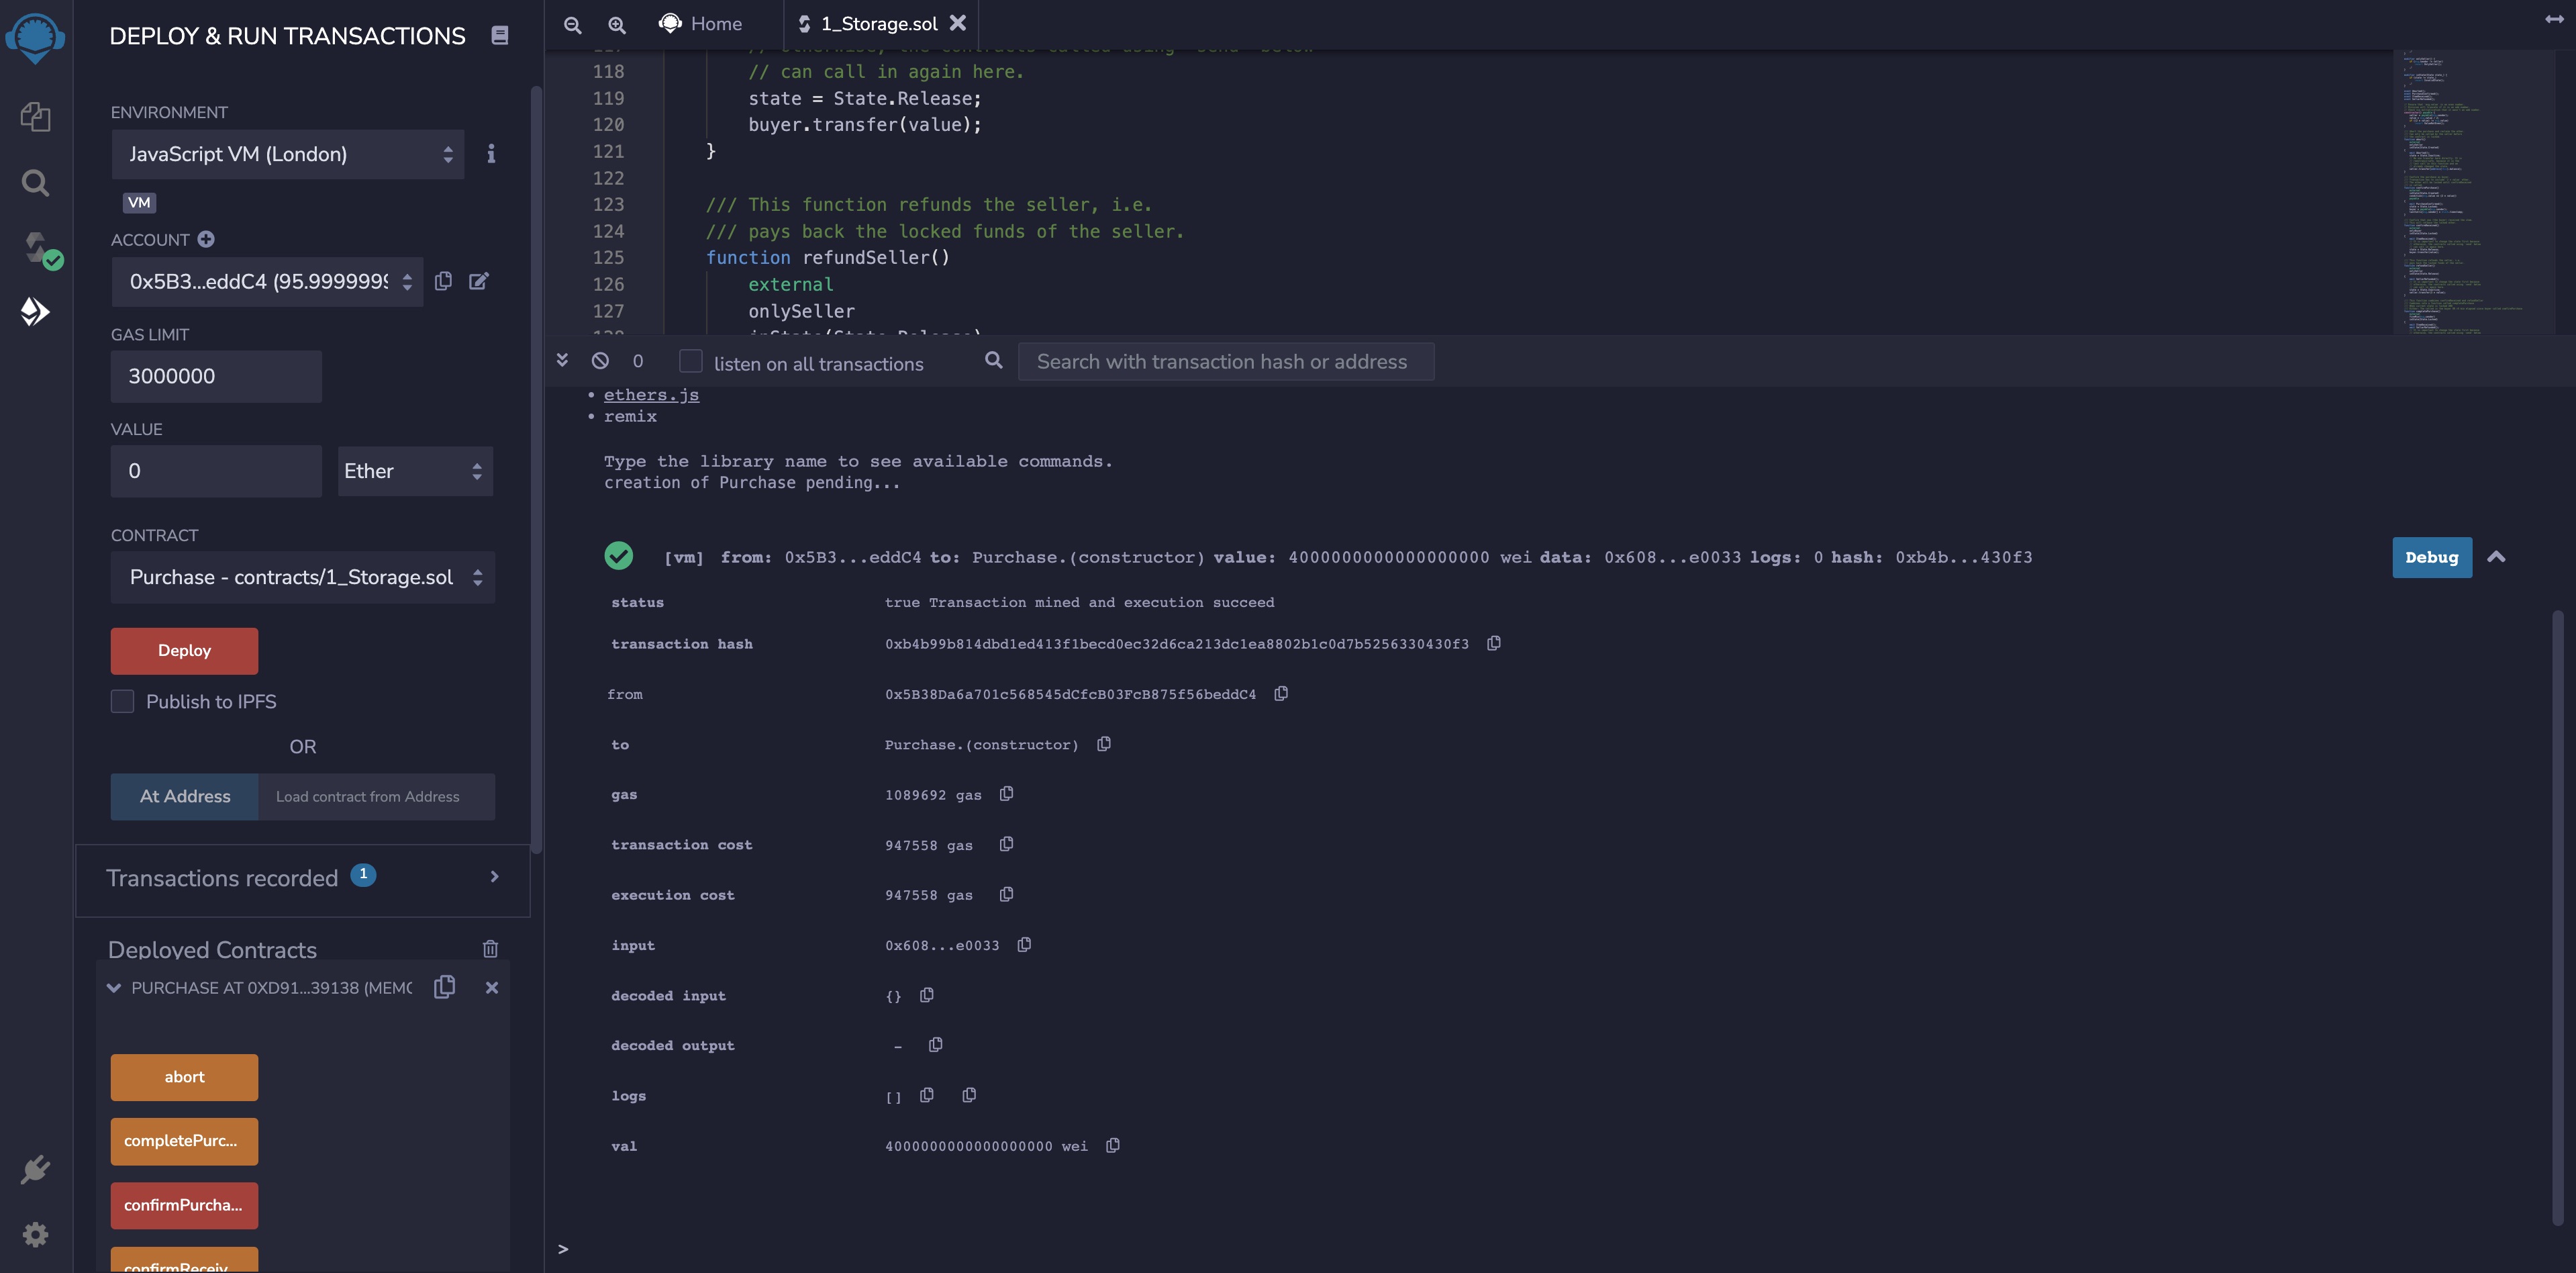 DEPLOY & RUN TRANSACTIONS
ENVIRONMENT
JavaScript VM (London)
VM
ACCOUNT
0x5B3...eddC4 (95.9999999
GAS LIMIT
3000000
VALUE
0
Ether
CONTRACT
Purchase - contracts/1_Storage.sol
Deploy
Publish to IPFS
OR
At Address
Load contract from Address
Transactions recorded 1
Deployed Contracts
PURCHASE AT 0XD91...39138 (MEMO
abort
completePurc...
confirmPurcha...
confirmReceiv
Home
1_Storage.sol
118 // can call in again here.
119 state = State.Release;
120 buyer.transfer(value);
121 }
122
123 /// This function refunds the seller, i.e.
124 /// pays back the locked funds of the seller.
125 function refundSeller()
126 external
127 onlySeller
128 inState(State.Release)
0
listen on all transactions
Search with transaction hash or address
• ethers.js
• remix
Type the library name to see available commands.
creation of Purchase pending...
[vm] from: 0x5B3...eddC4 to: Purchase.(constructor) value: 4000000000000000000 wei data: 0x608...e0033 logs: 0 hash: 0xb4b...430f3
Debug
status true Transaction mined and execution succeed
transaction hash 0xb4b99b814dbd1ed413f1becd0ec32d6ca213dc1ea8802b1c0d7b5256330430f3
from 0x5B38Da6a701c568545dCfcB03FcB875f56beddC4
to Purchase.(constructor)
gas 1089692 gas
transaction cost 947558 gas
execution cost 947558 gas
input 0x608...e0033
decoded input {}
decoded output -
logs []
val 4000000000000000000 wei
>